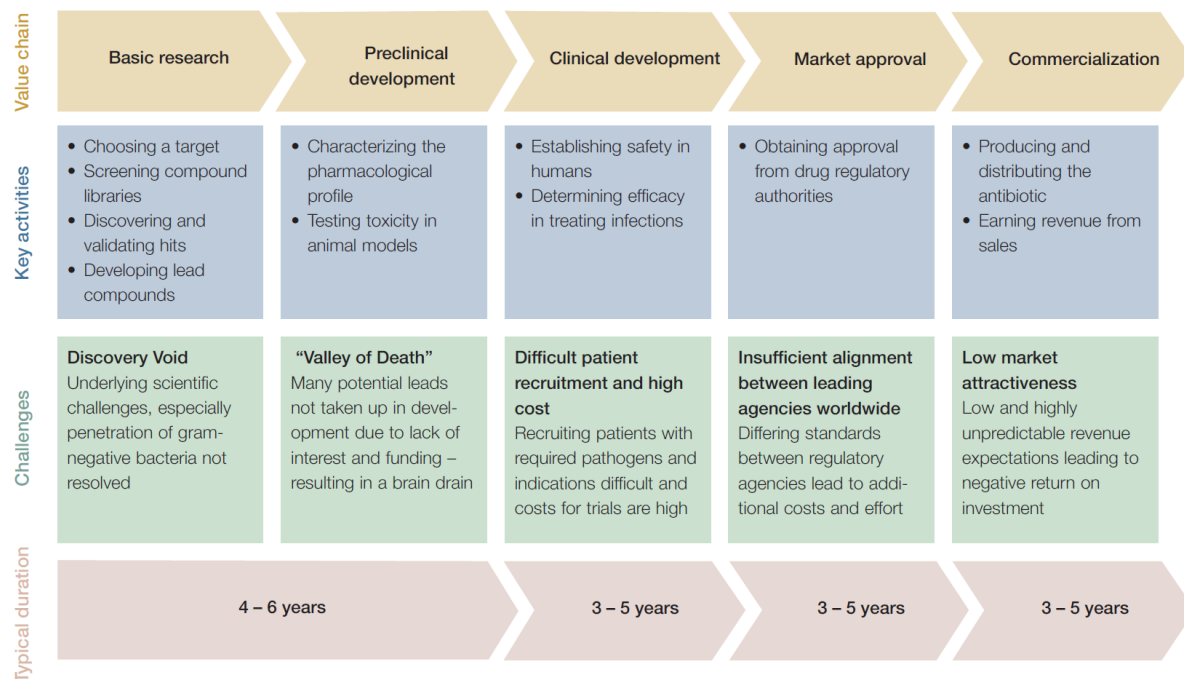 Value chain
Basic research
Preclinical
development
Clinical development
Market approval
Commercialization
Key activities
• Choosing a target
• Screening compound
libraries
• Discovering and
validating hits
• Developing lead
compounds
• Characterizing the
pharmacological
profile
• Testing toxicity in
animal models
• Establishing safety in
humans
• Determining efficacy
in treating infections
• Obtaining approval
from drug regulatory
authorities
• Producing and
distributing the
antibiotic
• Earning revenue from
sales
Challenges
Discovery Void
Underlying scientific
challenges, especially
penetration of gram-
negative bacteria not
resolved
“Valley of Death”
Many potential leads
not taken up in devel-
opment due to lack of
interest and funding –
resulting in a brain drain
Difficult patient
recruitment and high
cost
Recruiting patients with
required pathogens and
indications difficult and
costs for trials are high
Insufficient alignment
between leading
agencies worldwide
Differing standards
between regulatory
agencies lead to addi-
tional costs and effort
Low market
attractiveness
Low and highly
unpredictable revenue
expectations leading to
negative return on
investment
Typical duration
4 – 6 years
3 – 5 years
3 – 5 years
3 – 5 years